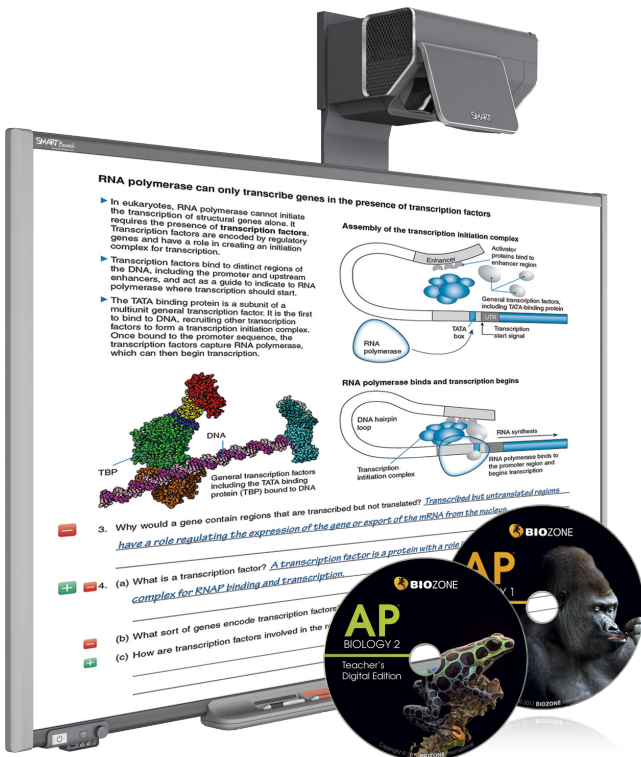 SMART
SMART Board
RNA polymerase can only transcribe genes in the presence of transcription factors
► In eukaryotes, RNA polymerase cannot initiate
the transcription of structural genes alone. It
requires the presence of transcription factors.
Transcription factors are encoded by regulatory
genes and have a role in creating an initiation
complex for transcription.
► Transcription factors bind to distinct regions of
the DNA, including the promoter and upstream
enhancers, and act as a guide to indicate to RNA
polymerase where transcription should start.
► The TATA binding protein is a subunit of a
multiunit general transcription factor. It is the first
to bind to DNA, recruiting other transcription
factors to form a transcription initiation complex.
Once bound to the promoter sequence, the
transcription factors capture RNA polymerase,
which can then begin transcription.
Assembly of the transcription initiation complex
Enhancer
Activator
proteins bind to
enhancer region
General transcription factors,
including TATA-binding protein
UTR
RNA
polymerase
TATA
box
Transcription
start signal
RNA polymerase binds and transcription begins
DNA hairpin
loop
RNA synthesis
Transcription
intitiation complex
RNA polymerase binds to
the promoter region and
begins transcription
TBP
DNA
General transcription factors
including the TATA binding
protein (TBP) bound to DNA
3. Why would a gene contain regions that are transcribed but not translated? Transcribed but untranslated regions
have a role regulating the expression of the gene or export of the mRNA from the nucleus.
4. (a) What is a transcription factor? A transcription factor is a protein with a role
complex for RNAP binding and transcription.
(b) What sort of genes encode transcription factors?
(c) How are transcription factors involved in the
BIOZONE
AP
BIOLOGY 2
Teacher's
Digital Edition
Copyright © International
BIOZONE
AP
Y 1
2017 BIOZONE